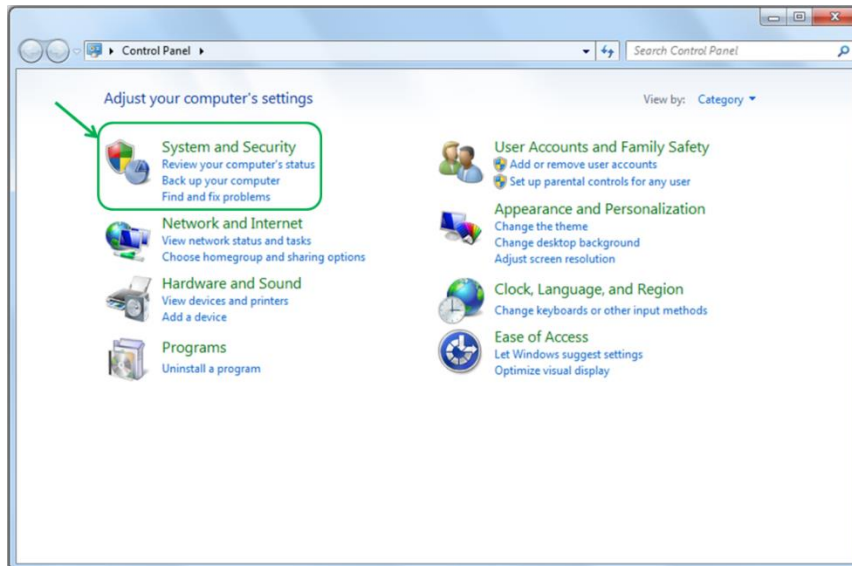 Control Panel
Search Control Panel
Adjust your computer's settings
View by: Category
System and Security
Review your computer's status
Back up your computer
Find and fix problems
Network and Internet
View network status and tasks
Choose homegroup and sharing options
Hardware and Sound
View devices and printers
Add a device
Programs
Uninstall a program
User Accounts and Family Safety
Add or remove user accounts
Set up parental controls for any user
Appearance and Personalization
Change the theme
Change desktop background
Adjust screen resolution
Clock, Language, and Region
Change keyboards or other input methods
Ease of Access
Let Windows suggest settings
Optimize visual display